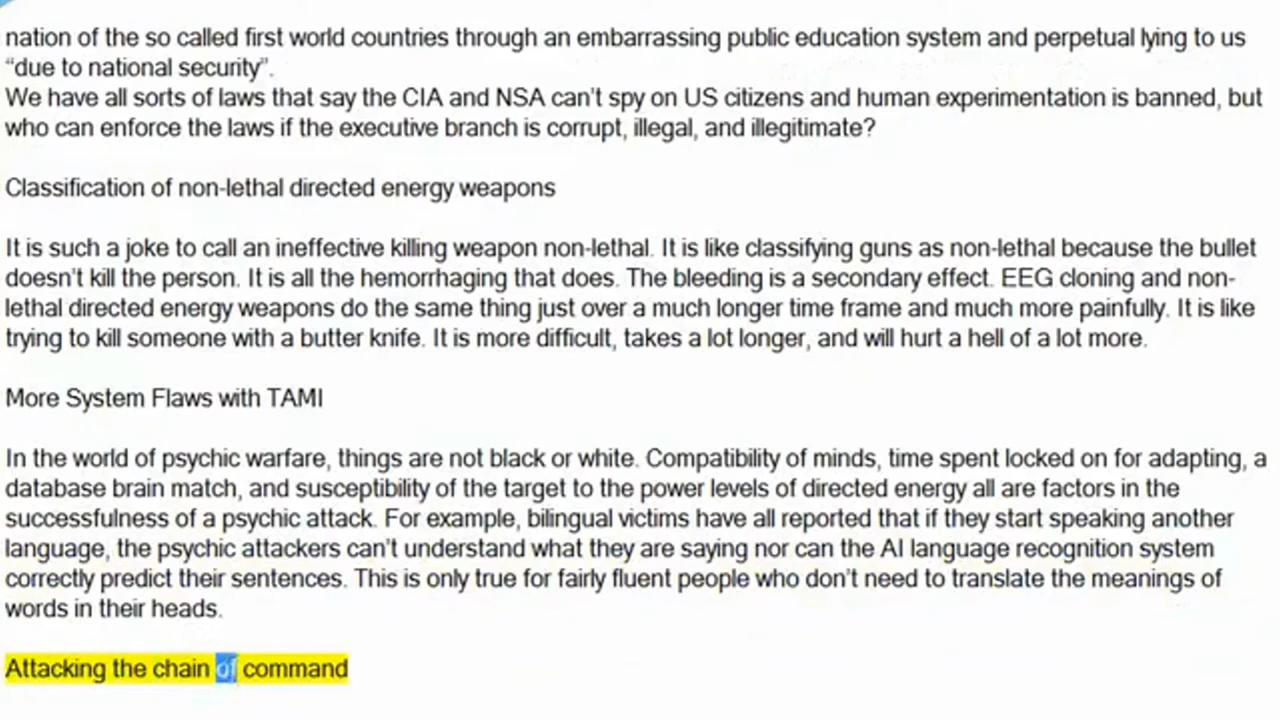 nation of the so called first world countries through an embarrassing public education system and perpetual lying to us
“due to national security”.
We have all sorts of laws that say the CIA and NSA can’t spy on US citizens and human experimentation is banned, but
who can enforce the laws if the executive branch is corrupt, illegal, and illegitimate?
Classification of non-lethal directed energy weapons
It is such a joke to call an ineffective killing weapon non-lethal. It is like classifying guns as non-lethal because the bullet
doesn’t kill the person. It is all the hemorrhaging that does. The bleeding is a secondary effect. EEG cloning and non-
lethal directed energy weapons do the same thing just over a much longer time frame and much more painfully. It is like
trying to kill someone with a butter knife. It is more difficult, takes a lot longer, and will hurt a hell of a lot more.
More System Flaws with TAMI
In the world of psychic warfare, things are not black or white. Compatibility of minds, time spent locked on for adapting, a
database brain match, and susceptibility of the target to the power levels of directed energy all are factors in the
successfulness of a psychic attack. For example, bilingual victims have all reported that if they start speaking another
language, the psychic attackers can’t understand what they are saying nor can the AI language recognition system
correctly predict their sentences. This is only true for fairly fluent people who don’t need to translate the meanings of
words in their heads.
Attacking the chain of command